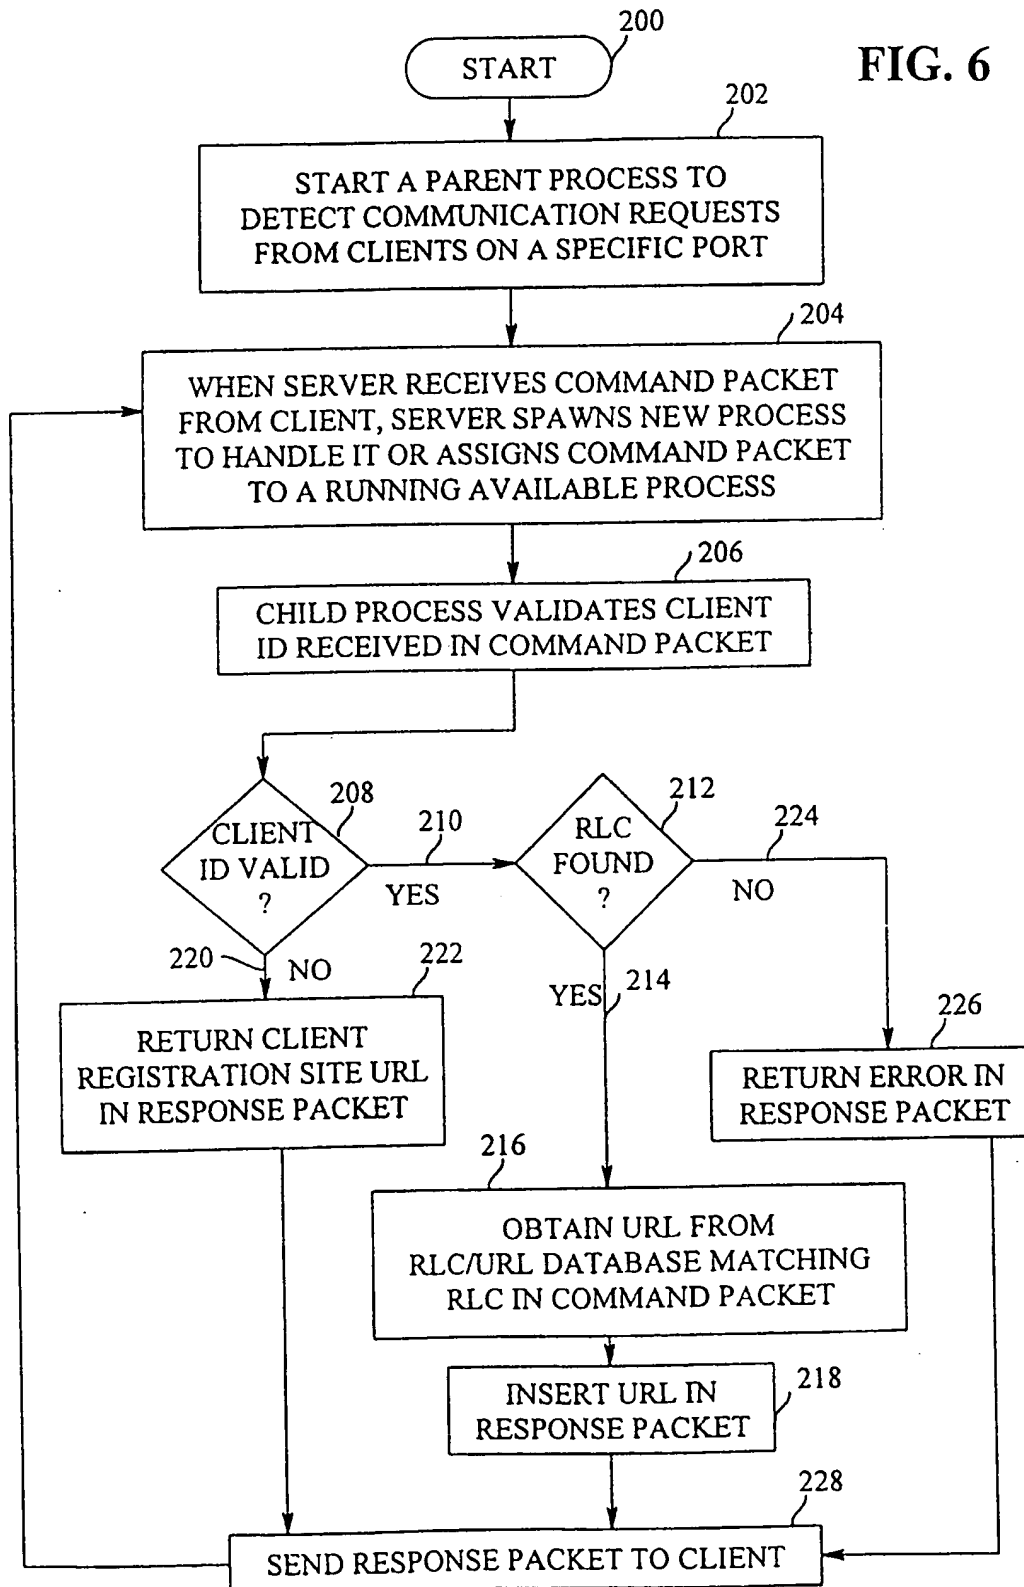 200
START
FIG. 6
202
START A PARENT PROCESS TO
DETECT COMMUNICATION REQUESTS
FROM CLIENTS ON A SPECIFIC PORT
204
WHEN SERVER RECEIVES COMMAND PACKET
FROM CLIENT, SERVER SPAWNS NEW PROCESS
TO HANDLE IT OR ASSIGNS COMMAND PACKET
TO A RUNNING AVAILABLE PROCESS
206
CHILD PROCESS VALIDATES CLIENT
ID RECEIVED IN COMMAND PACKET
208
CLIENT
ID VALID
?
210
YES
212
RLC
FOUND
?
224
NO
220
NO
222
RETURN CLIENT
REGISTRATION SITE URL
IN RESPONSE PACKET
YES
214
226
RETURN ERROR IN
RESPONSE PACKET
216
OBTAIN URL FROM
RLC/URL DATABASE MATCHING
RLC IN COMMAND PACKET
218
INSERT URL IN
RESPONSE PACKET
228
SEND RESPONSE PACKET TO CLIENT